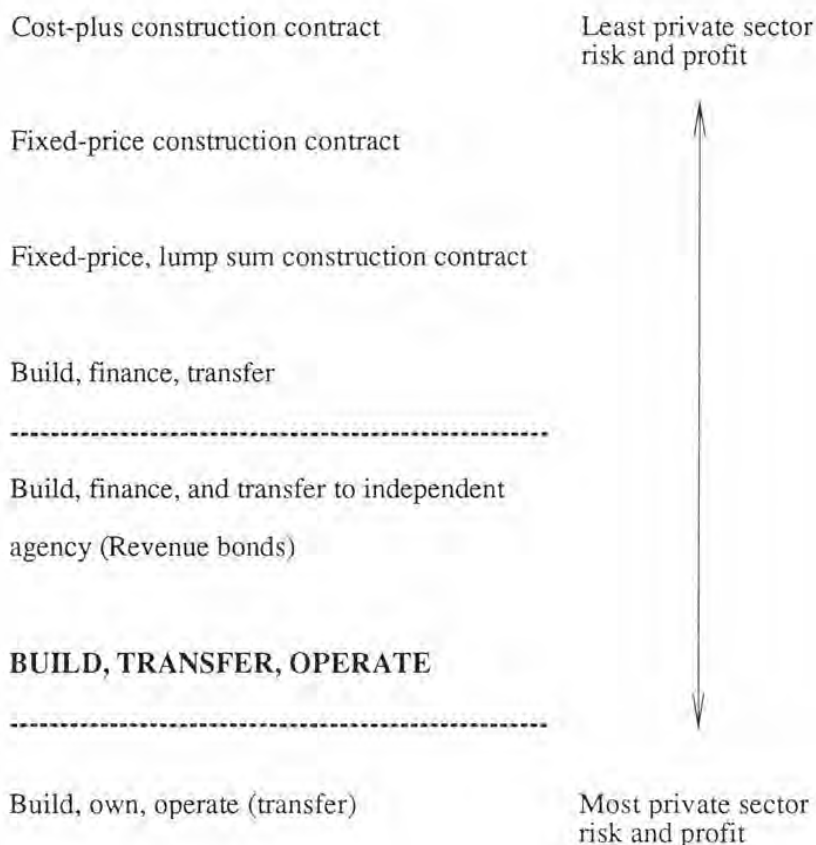 Cost-plus construction contract
Least private sector
risk and profit
Fixed-price construction contract
Fixed-price, lump sum construction contract
Build, finance, transfer
Build, finance, and transfer to independent
agency (Revenue bonds)
BUILD, TRANSFER, OPERATE
Build, own, operate (transfer)
Most private sector
risk and profit